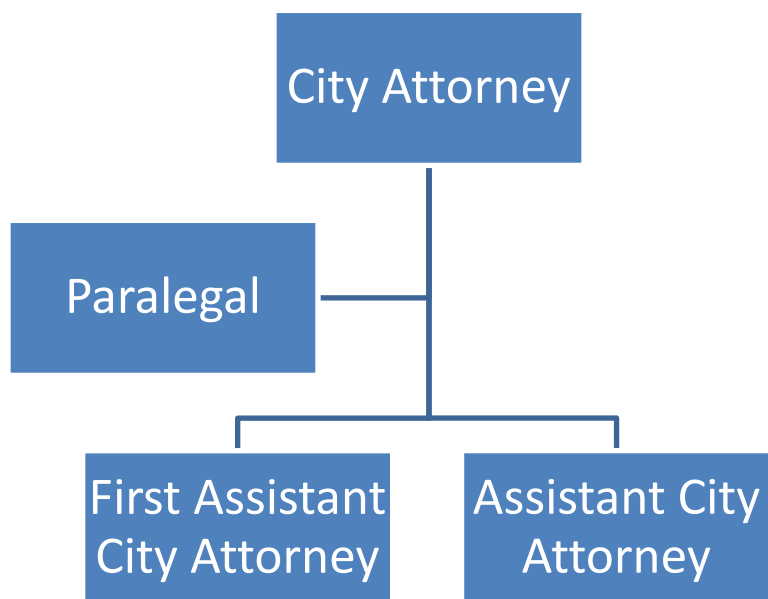 City Attorney
Paralegal
First Assistant
City Attorney
Assistant City
Attorney